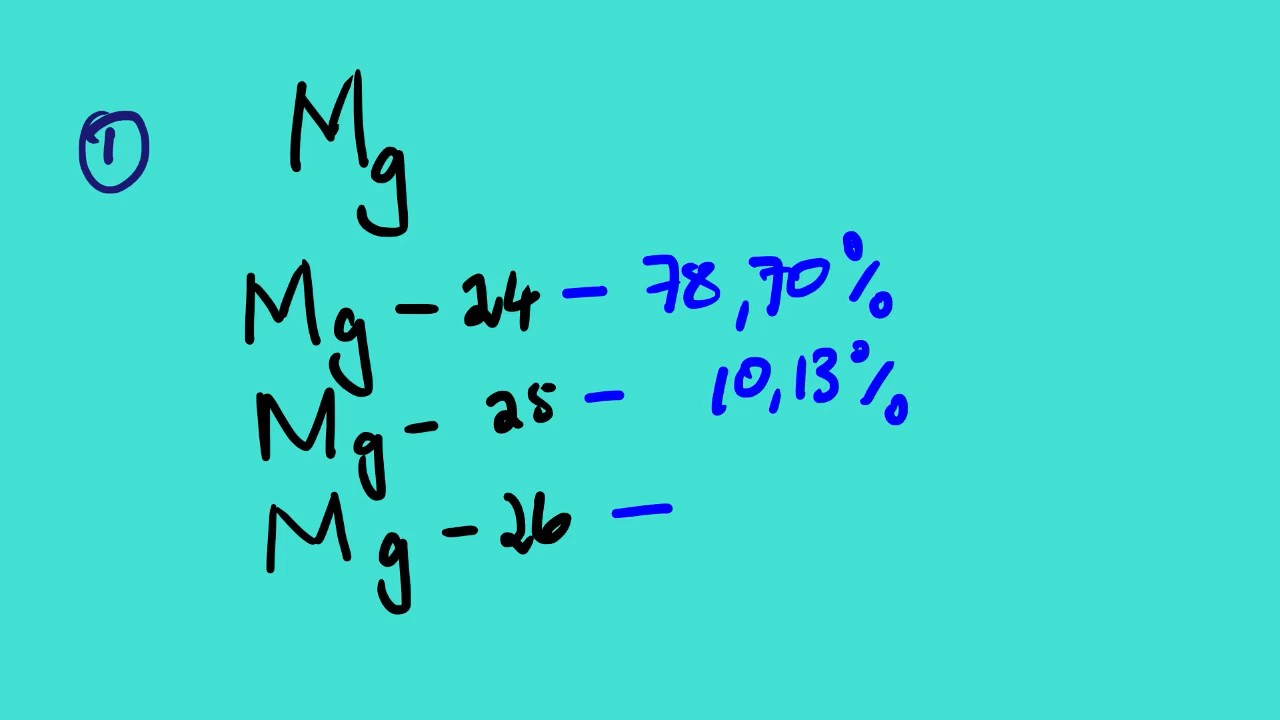 1
Mg
Mg - 24 - 78,70%
Mg - 25 - 10,13%
Mg - 26 -